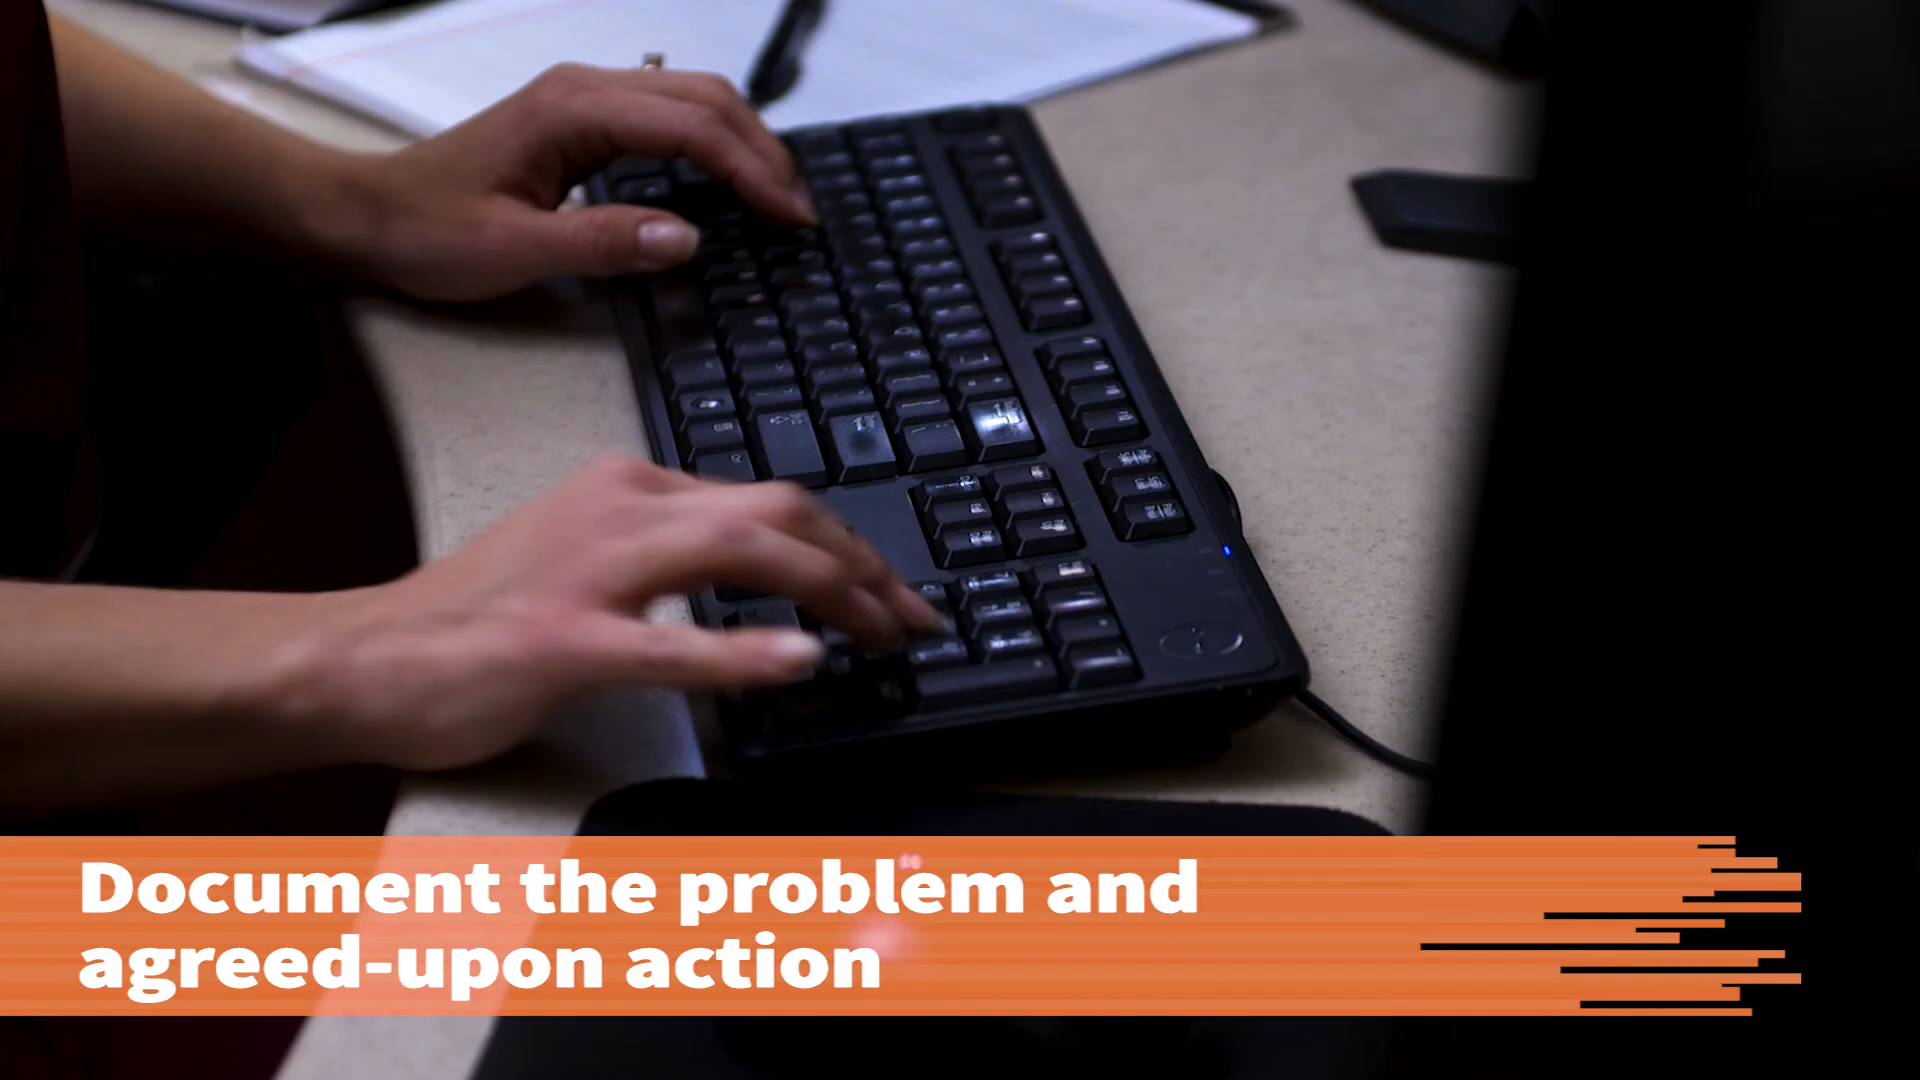 Document the problem and
agreed-upon action